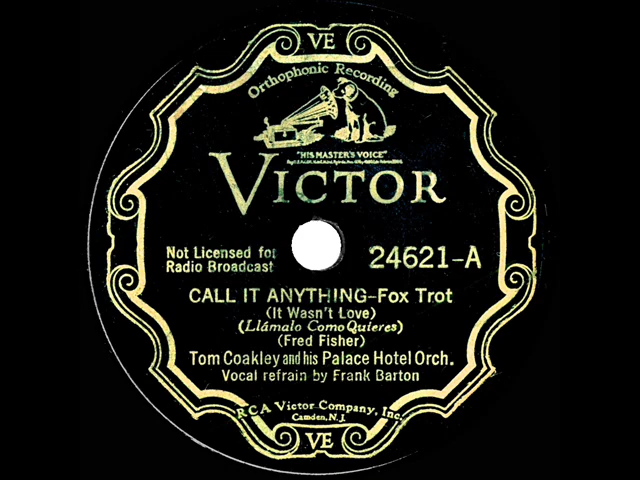 VE
Orthophonic Recording
"HIS MASTER'S VOICE"
VICTOR
Not Licensed for
Radio Broadcast
24621-A
CALL IT ANYTHING-Fox Trot
(It Wasn't Love)
(Llámalo Como Quieres)
(Fred Fisher)
Tom Coakley and his Palace Hotel Orch.
Vocal refrain by Frank Barton
RCA Victor Company, Inc.
Camden, N.J.
VE